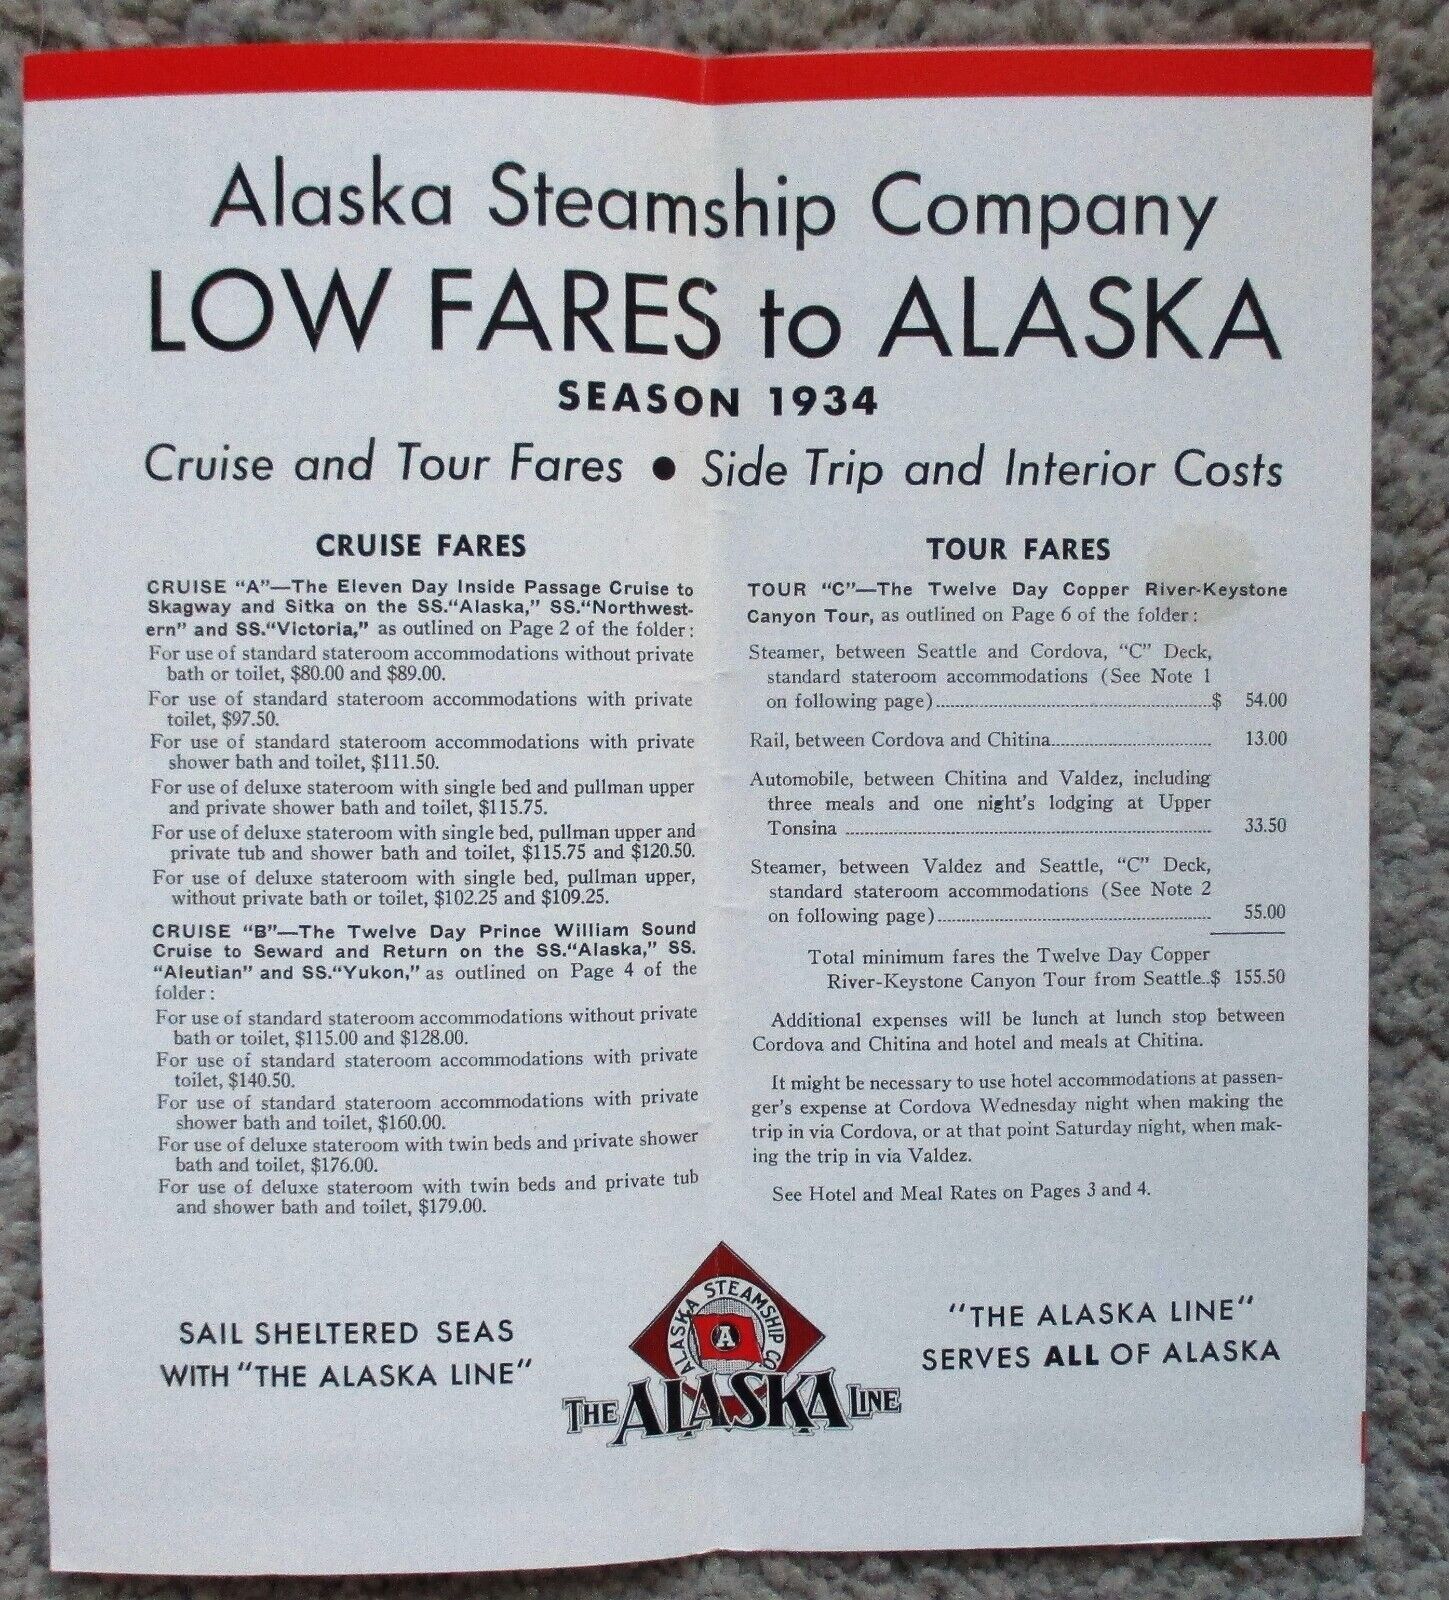 Alaska Steamship Company
LOW FARES to ALASKA
SEASON 1934
Cruise and Tour Fares • Side Trip and Interior Costs
CRUISE FARES
CRUISE "A"—The Eleven Day Inside Passage Cruise to
Skagway and Sitka on the SS."Alaska," SS."Northwest-
ern" and SS."Victoria," as outlined on Page 2 of the folder:
For use of standard stateroom accommodations without private
bath or toilet, $80.00 and $89.00.
For use of standard stateroom accommodations with private
toilet, $97.50.
For use of standard stateroom accommodations with private
shower bath and toilet, $111.50.
For use of deluxe stateroom with single bed and pullman upper
and private shower bath and toilet, $115.75.
For use of deluxe stateroom with single bed, pullman upper and
private tub and shower bath and toilet, $115.75 and $120.50.
For use of deluxe stateroom with single bed, pullman upper,
without private bath or toilet, $102.25 and $109.25.
CRUISE "B"—The Twelve Day Prince William Sound
Cruise to Seward and Return on the SS."Alaska," SS.
"Aleutian" and SS."Yukon," as outlined on Page 4 of the
folder:
For use of standard stateroom accommodations without private
bath or toilet, $115.00 and $128.00.
For use of standard stateroom accommodations with private
toilet, $140.50.
For use of standard stateroom accommodations with private
shower bath and toilet, $160.00.
For use of deluxe stateroom with twin beds and private shower
bath and toilet, $176.00.
For use of deluxe stateroom with twin beds and private tub
and shower bath and toilet, $179.00.
TOUR FARES
TOUR "C"—The Twelve Day Copper River-Keystone
Canyon Tour, as outlined on Page 6 of the folder:
Steamer, between Seattle and Cordova, "C" Deck,
standard stateroom accommodations (See Note 1
on following page)..........$ 54.00
Rail, between Cordova and Chitina.......... 13.00
Automobile, between Chitina and Valdez, including
three meals and one night's lodging at Upper
Tonsina .......... 33.50
Steamer, between Valdez and Seattle, "C" Deck,
standard stateroom accommodations (See Note 2
on following page).......... 55.00
Total minimum fares the Twelve Day Copper
River-Keystone Canyon Tour from Seattle..$ 155.50
Additional expenses will be lunch at lunch stop between
Cordova and Chitina and hotel and meals at Chitina.
It might be necessary to use hotel accommodations at passen-
ger's expense at Cordova Wednesday night when making the
trip in via Cordova, or at that point Saturday night, when mak-
ing the trip in via Valdez.
See Hotel and Meal Rates on Pages 3 and 4.
SAIL SHELTERED SEAS
WITH "THE ALASKA LINE"
ALASKA STEAMSHIP CO
A
THE ALASKA LINE
"THE ALASKA LINE"
SERVES ALL OF ALASKA